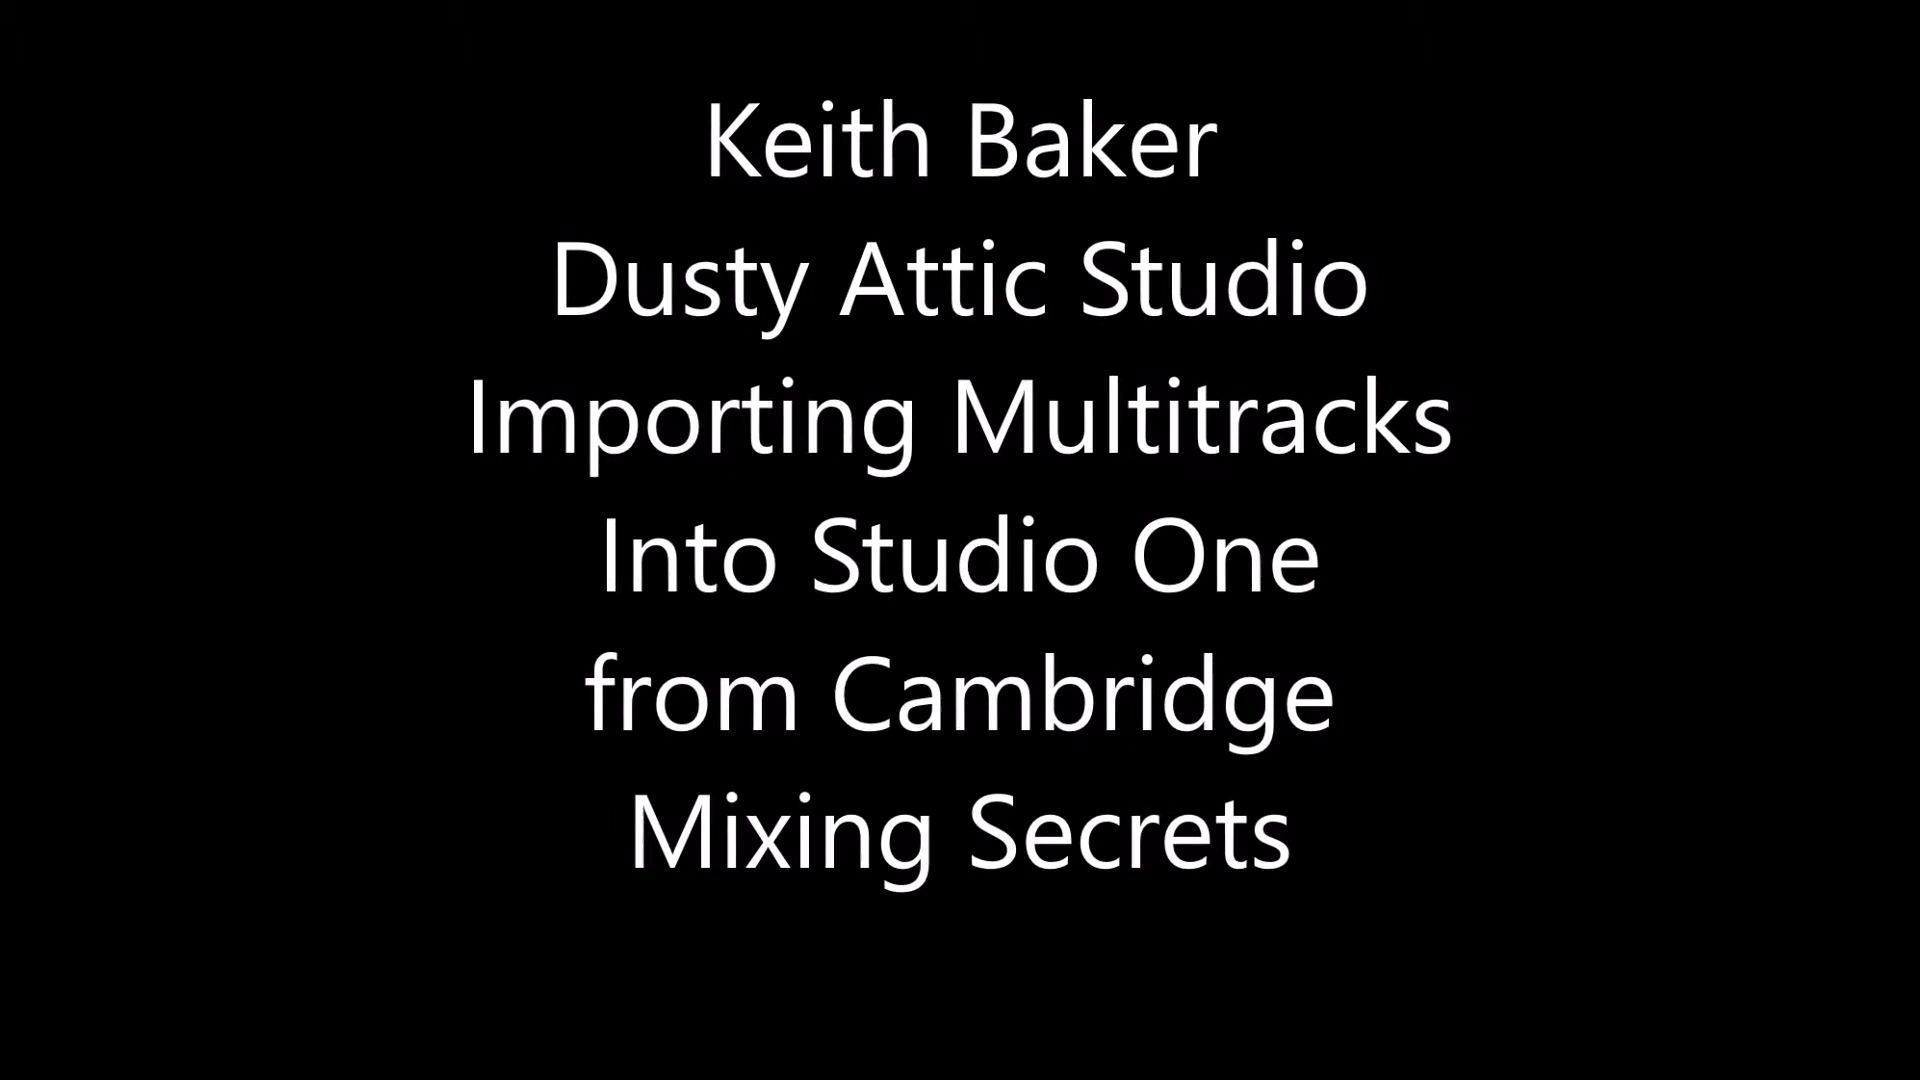 Keith Baker
Dusty Attic Studio
Importing Multitracks
Into Studio One
from Cambridge
Mixing Secrets